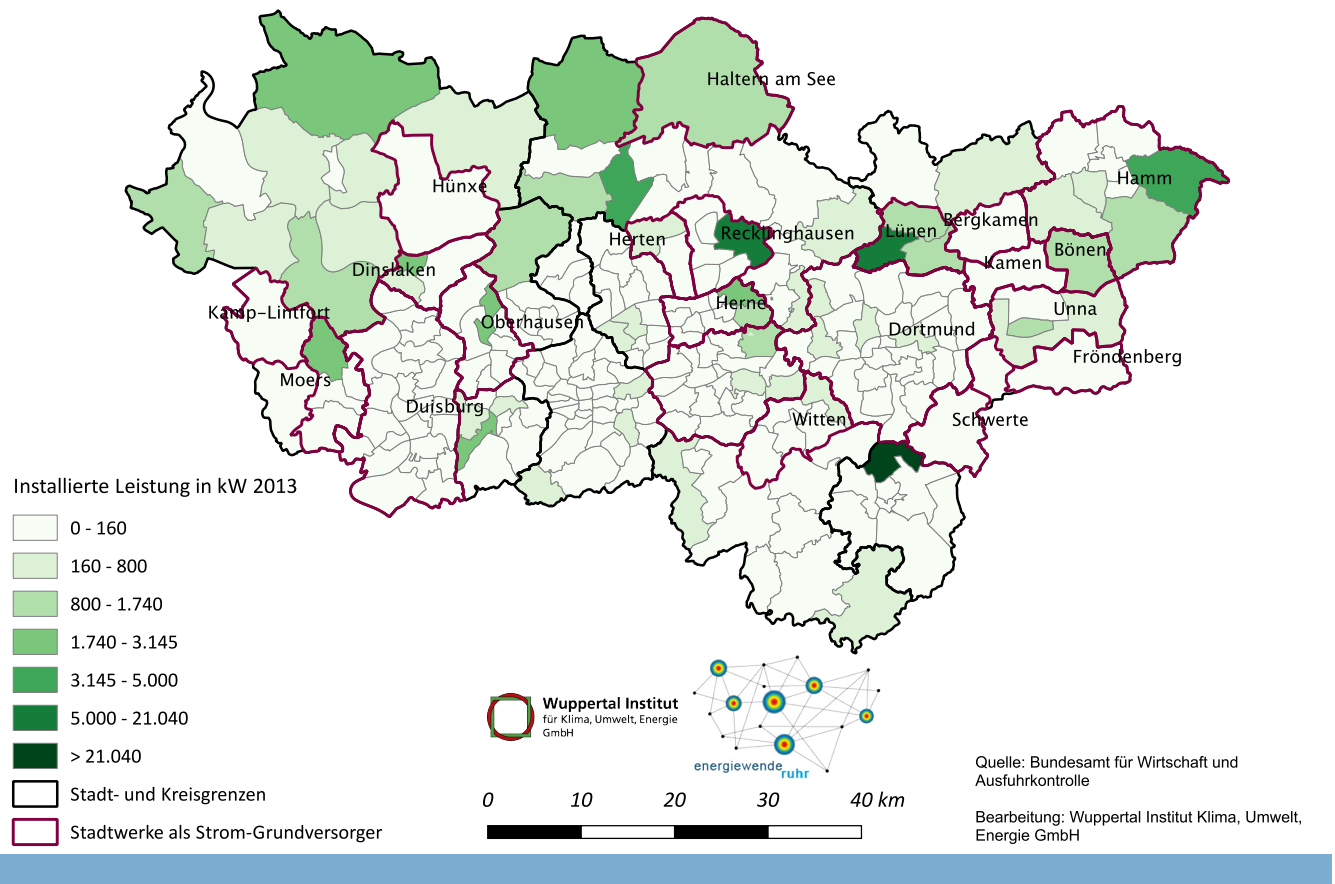 Haltern am See
Hamm
Hünxe
Bergkamen
Lünen
Recklinghausen
Herten
Bönen
Kamen
Dinslaken
Herne
Unna
Kamp-Lintfort
Oberhausen
Dortmund
Fröndenberg
Moers
Duisburg
Witten
Schwerte
Installierte Leistung in kW 2013
0 - 160
160 - 800
800 - 1.740
1.740 - 3.145
3.145 - 5.000
5.000 - 21.040
> 21.040
Stadt- und Kreisgrenzen
Stadtwerke als Strom-Grundversorger
Wuppertal Institut
für Klima, Umwelt, Energie
GmbH
energiewende
ruhr
0 10 20 30 40 km
Quelle: Bundesamt für Wirtschaft und
Ausfuhrkontrolle
Bearbeitung: Wuppertal Institut Klima, Umwelt,
Energie GmbH